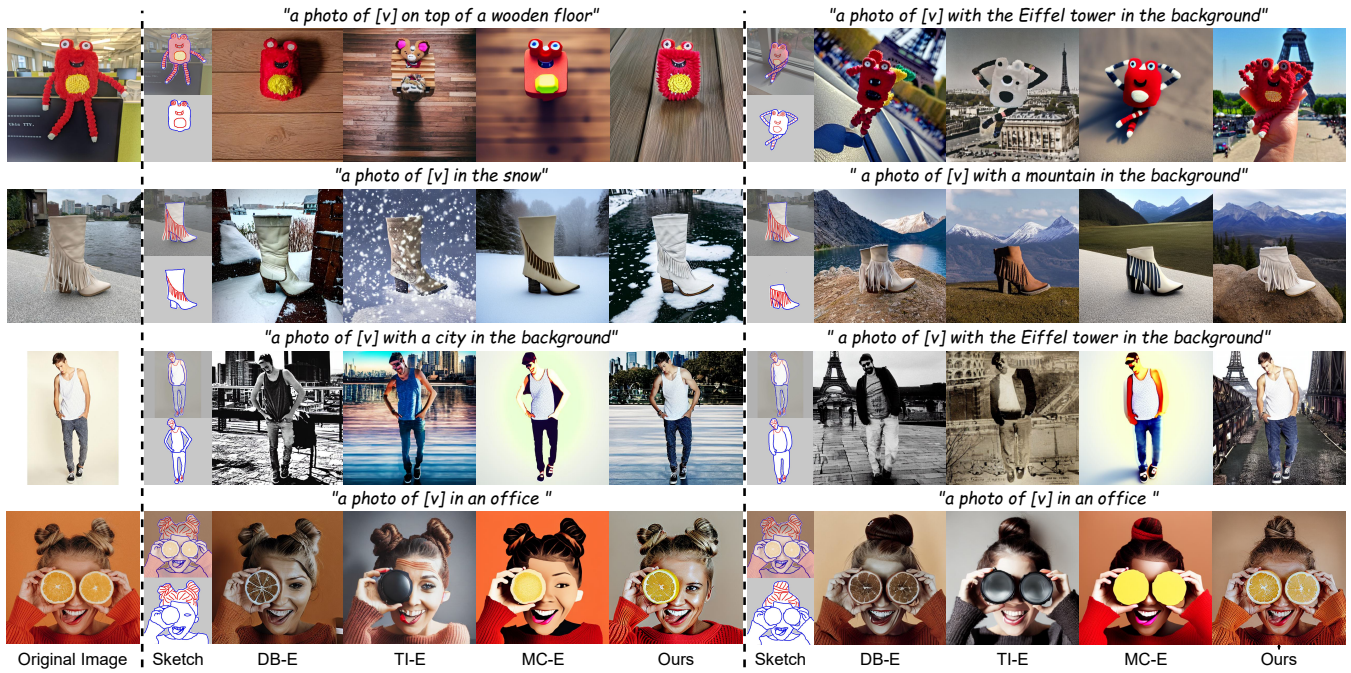 "a photo of [v] on top of a wooden floor"
"a photo of [v] with the Eiffel tower in the background"
this TTY.
"a photo of [v] in the snow"
" a photo of [v] with a mountain in the background"
"a photo of [v] with a city in the background"
"a photo of [v] with the Eiffel tower in the background"
"a photo of [v] in an office "
"a photo of [v] in an office "
Original Image
Sketch
DB-E
TI-E
MC-E
Ours
Sketch
DB-E
TI-E
MC-E
Ours